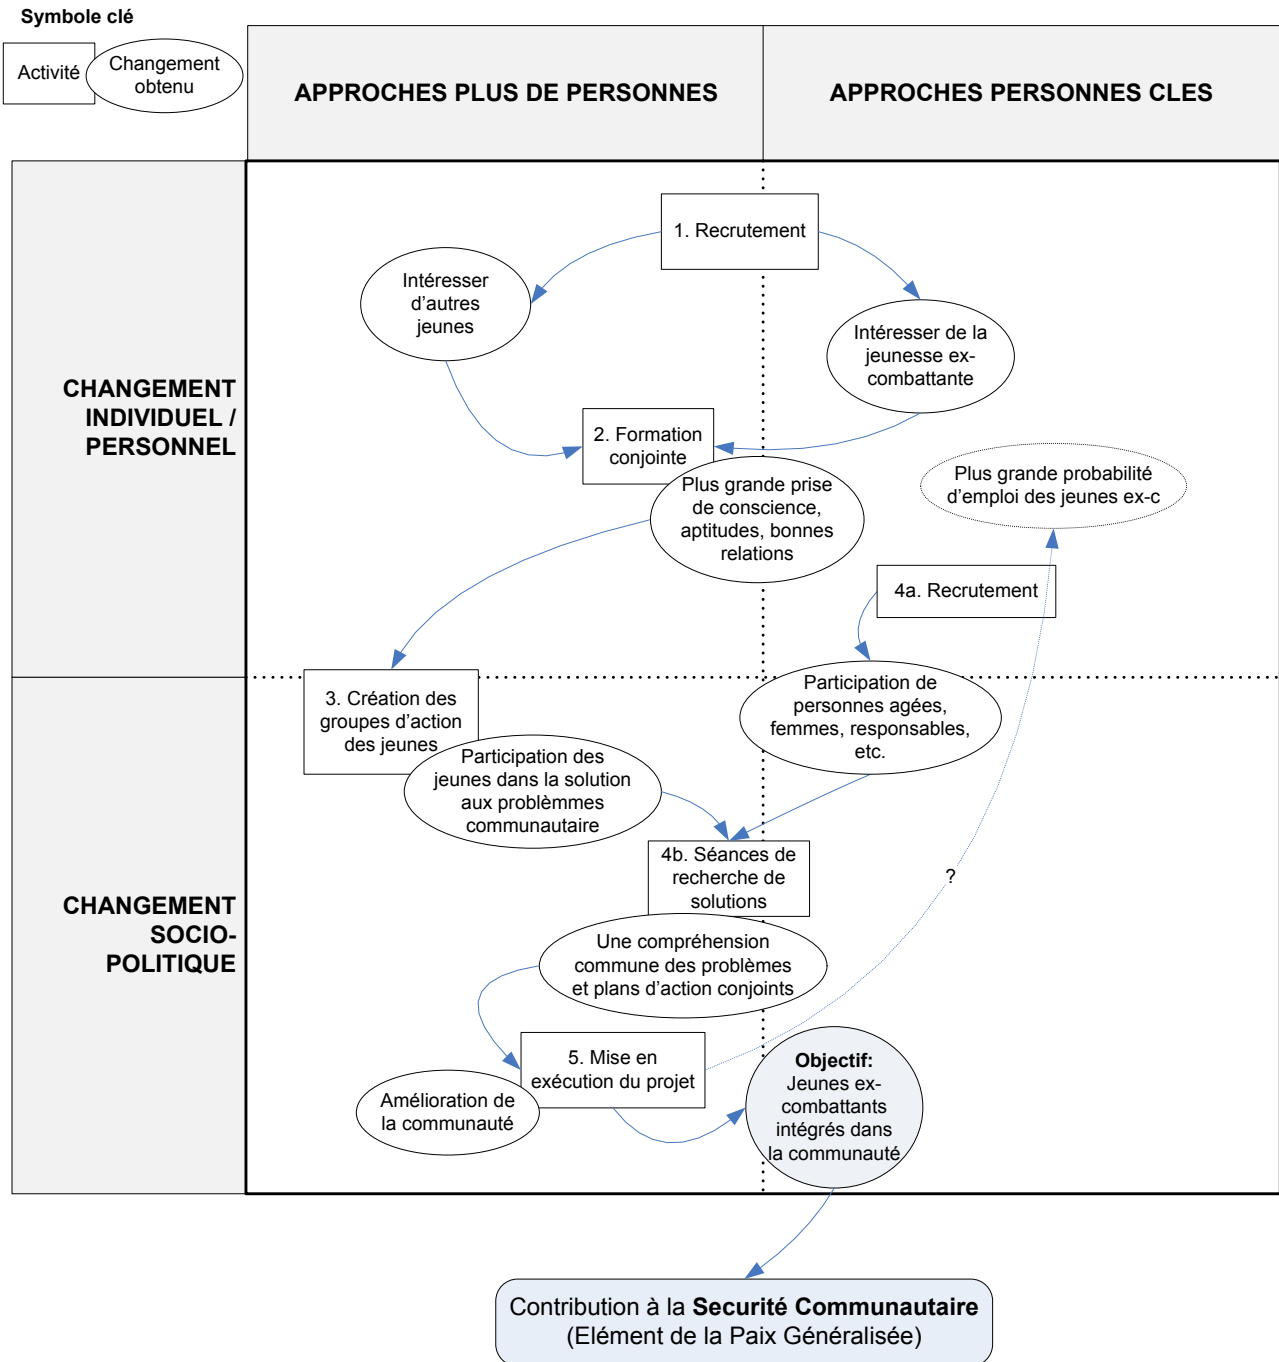 Symbole clé
Activité
Changement
obtenu
APPROCHES PLUS DE PERSONNES
APPROCHES PERSONNES CLES
CHANGEMENT
INDIVIDUEL /
PERSONNEL
1. Recrutement
Intéresser
d'autres
jeunes
Intéresser de la
jeunesse ex-
combattante
2. Formation
conjointe
Plus grande prise
de conscience,
aptitudes, bonnes
relations
Plus grande probabilité
d'emploi des jeunes ex-c
4a. Recrutement
CHANGEMENT
SOCIO-
POLITIQUE
3. Création des
groupes d'action
des jeunes
Participation des
jeunes dans la solution
aux problèmmes
communautaire
Participation de
personnes agées,
femmes, responsables,
etc.
4b. Séances de
recherche de
solutions
?
Une compréhension
commune des problèmes
et plans d'action conjoints
5. Mise en
exécution du projet
Amélioration de
la communauté
Objectif:
Jeunes ex-
combattants
intégrés dans
la communauté
Contribution à la Securité Communautaire
(Elément de la Paix Généralisée)